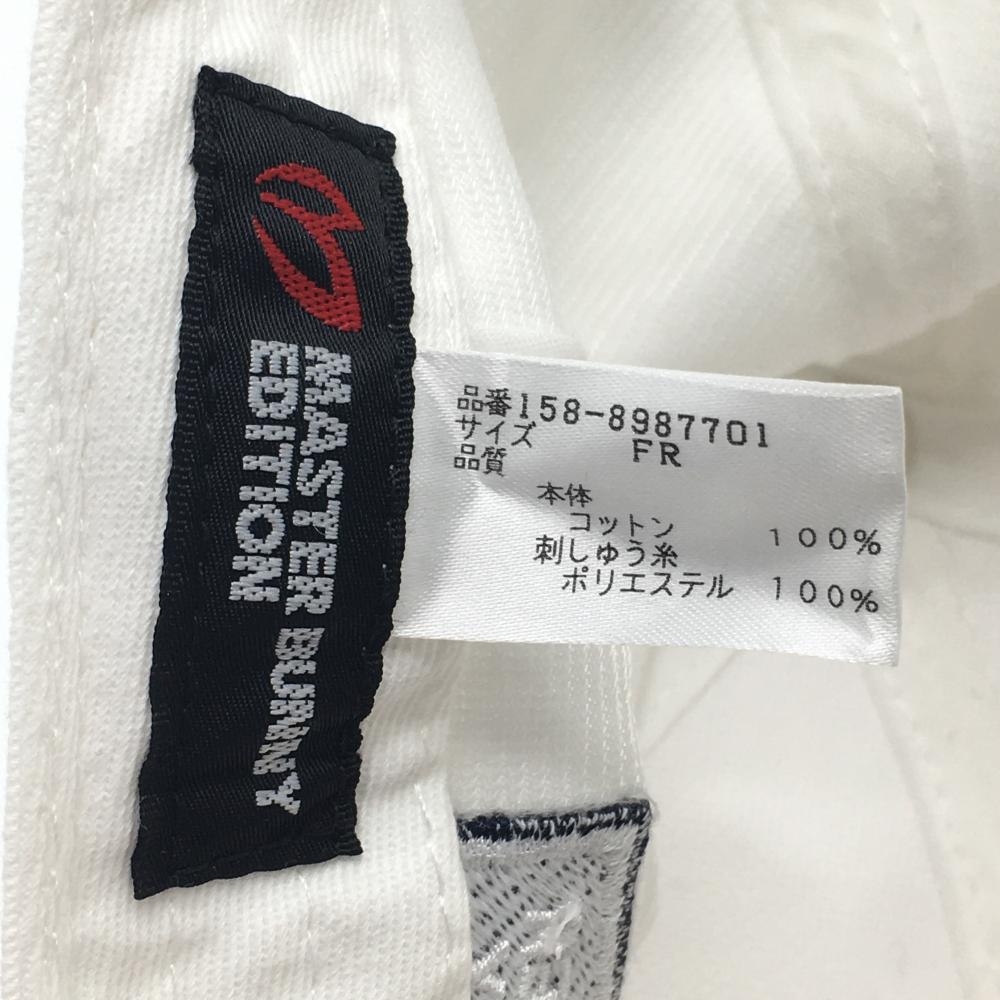 MASTER BUNNY
EDITION
品番158-8987701
サイズ FR
品質
本体
コットン 100%
刺しゅう糸
ポリエステル 100%